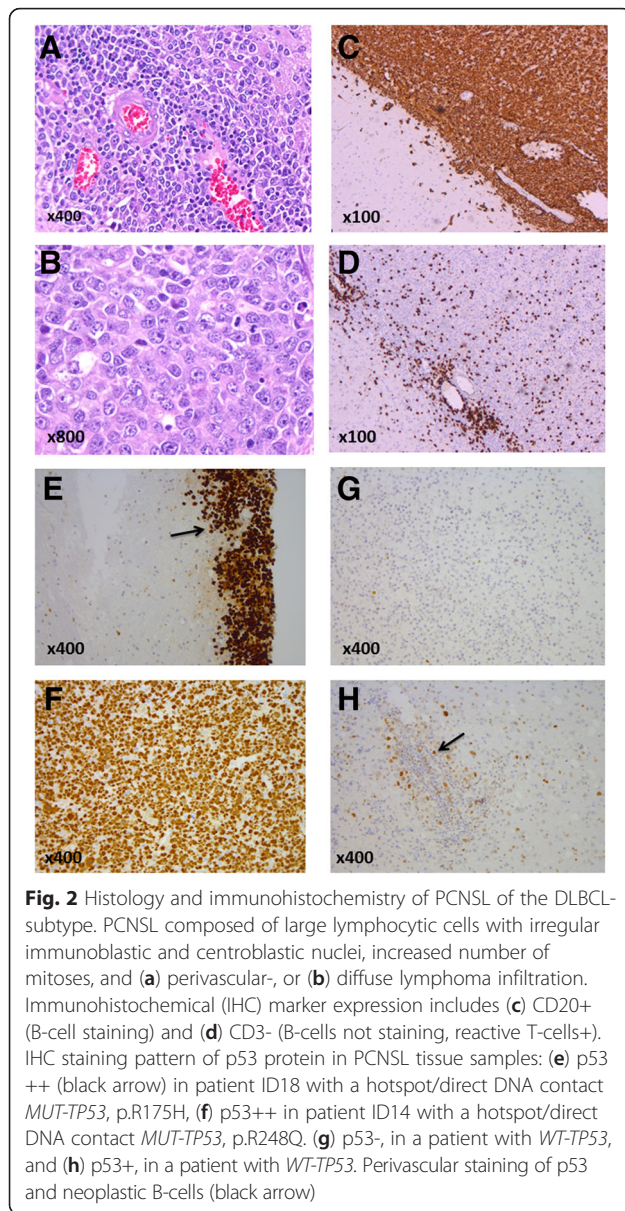 A
x400
C
x100
B
x800
D
x100
E
x400
G
x400
F
x400
H
x400
Fig. 2 Histology and immunohistochemistry of PCNSL of the DLBCL-
subtype. PCNSL composed of large lymphocytic cells with irregular
immunoblastic and centroblastic nuclei, increased number of
mitoses, and (a) perivascular-, or (b) diffuse lymphoma infiltration.
Immunohistochemical (IHC) marker expression includes (c) CD20+
(B-cell staining) and (d) CD3- (B-cells not staining, reactive T-cells+).
IHC staining pattern of p53 protein in PCNSL tissue samples: (e) p53
++ (black arrow) in patient ID18 with a hotspot/direct DNA contact
MUT-TP53, p.R175H, (f) p53++ in patient ID14 with a hotspot/direct
DNA contact MUT-TP53, p.R248Q. (g) p53-, in a patient with WT-TP53,
and (h) p53+, in a patient with WT-TP53. Perivascular staining of p53
and neoplastic B-cells (black arrow)